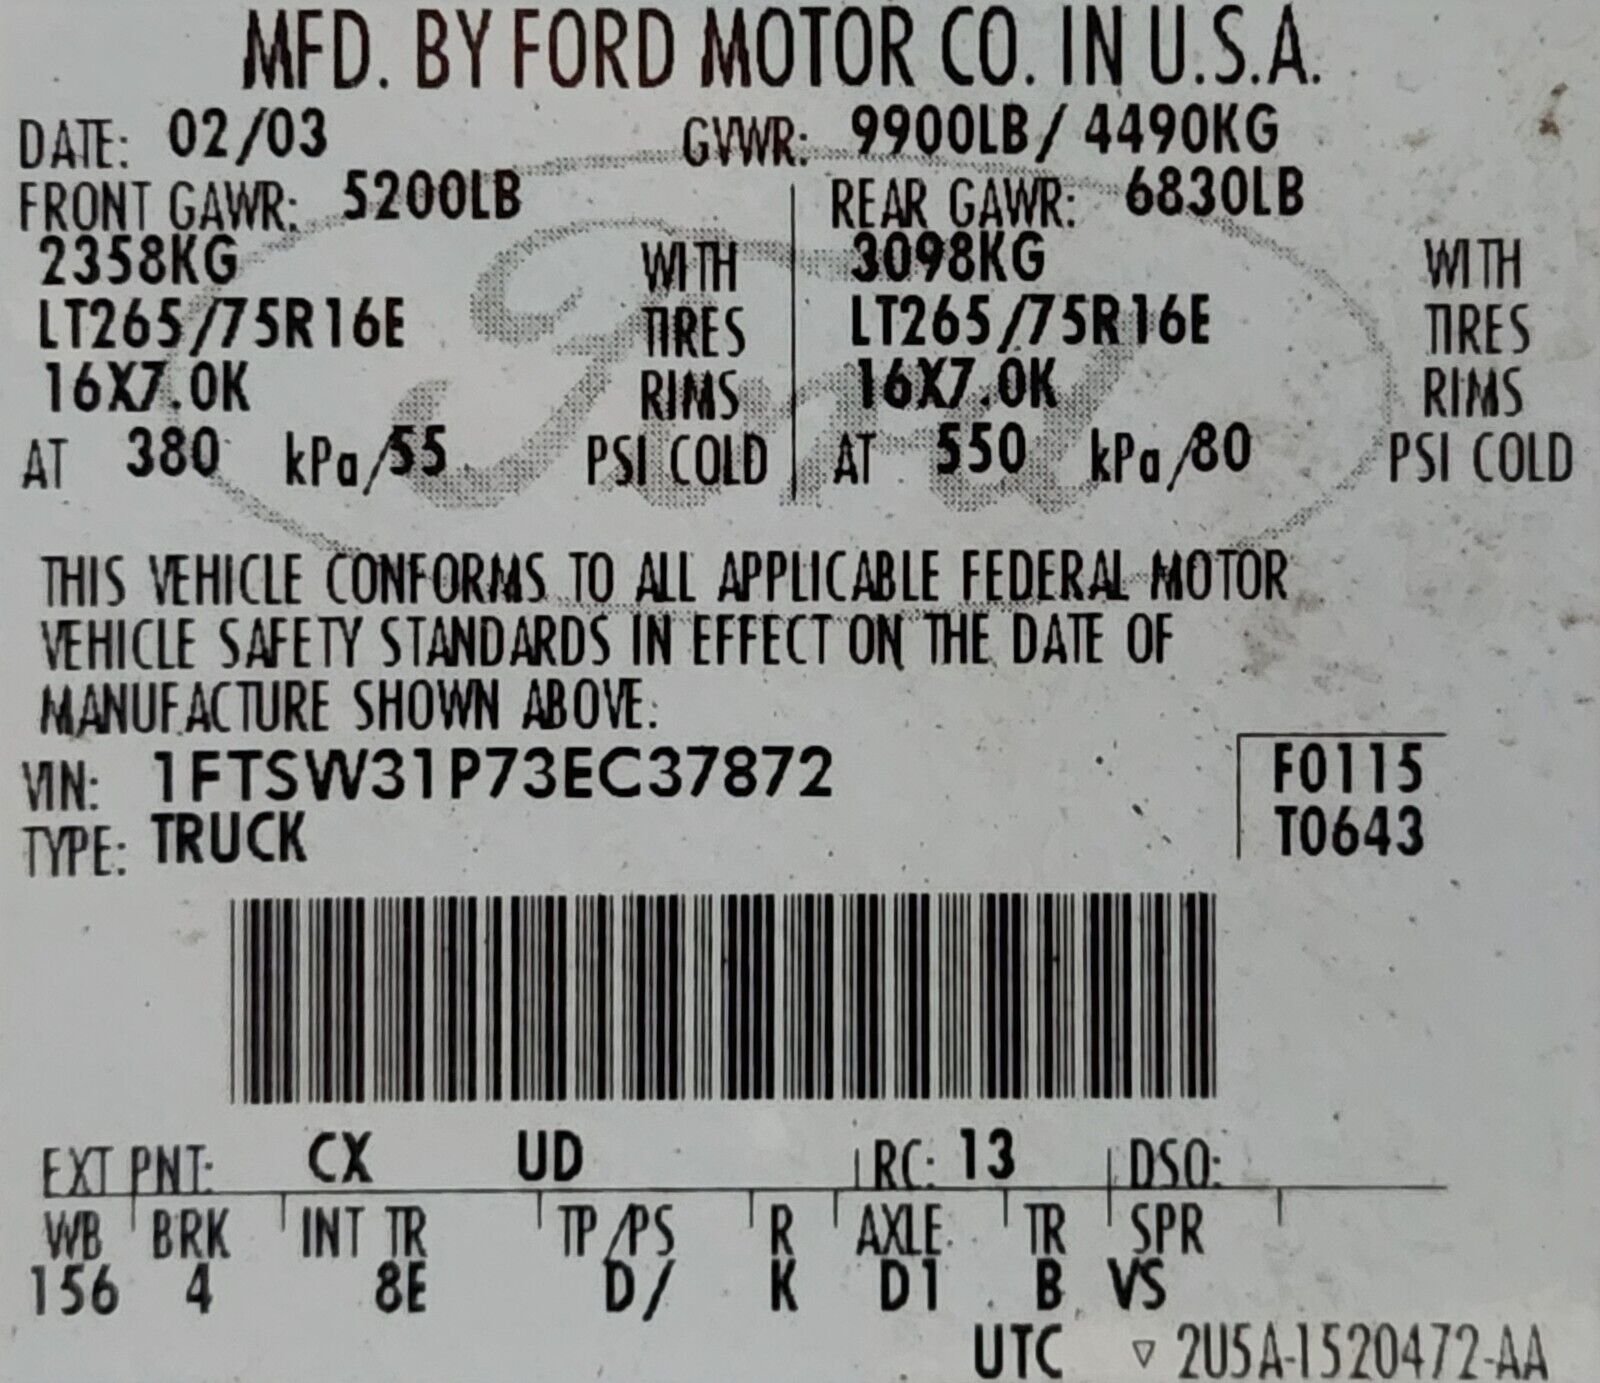 MFD. BY FORD MOTOR CO. IN U.S.A.
DATE: 02/03 GVWR: 9900LB/ 4490KG
FRONT GAWR: 5200LB REAR GAWR: 6830LB
2358KG WITH 3098KG WITH
LT265/75R16E TIRES LT265/75R16E TIRES
16X7.0K RIMS 16X7.0K RIMS
AT 380 kPa/55 PSI COLD AT 550 kPa/80 PSI COLD
Ford
THIS VEHICLE CONFORMS TO ALL APPLICABLE FEDERAL MOTOR
VEHICLE SAFETY STANDARDS IN EFFECT ON THE DATE OF
MANUFACTURE SHOWN ABOVE.
VIN: 1FTSW31P73EC37872 F0115
TYPE: TRUCK T0643
EXT PNT: CX UD RC: 13 DSO:
WB BRK INT TR TP/PS R AXLE TR SPR
156 4 8E D/ K D1 B VS
UTC ▽ 2U5A-1520472-AA